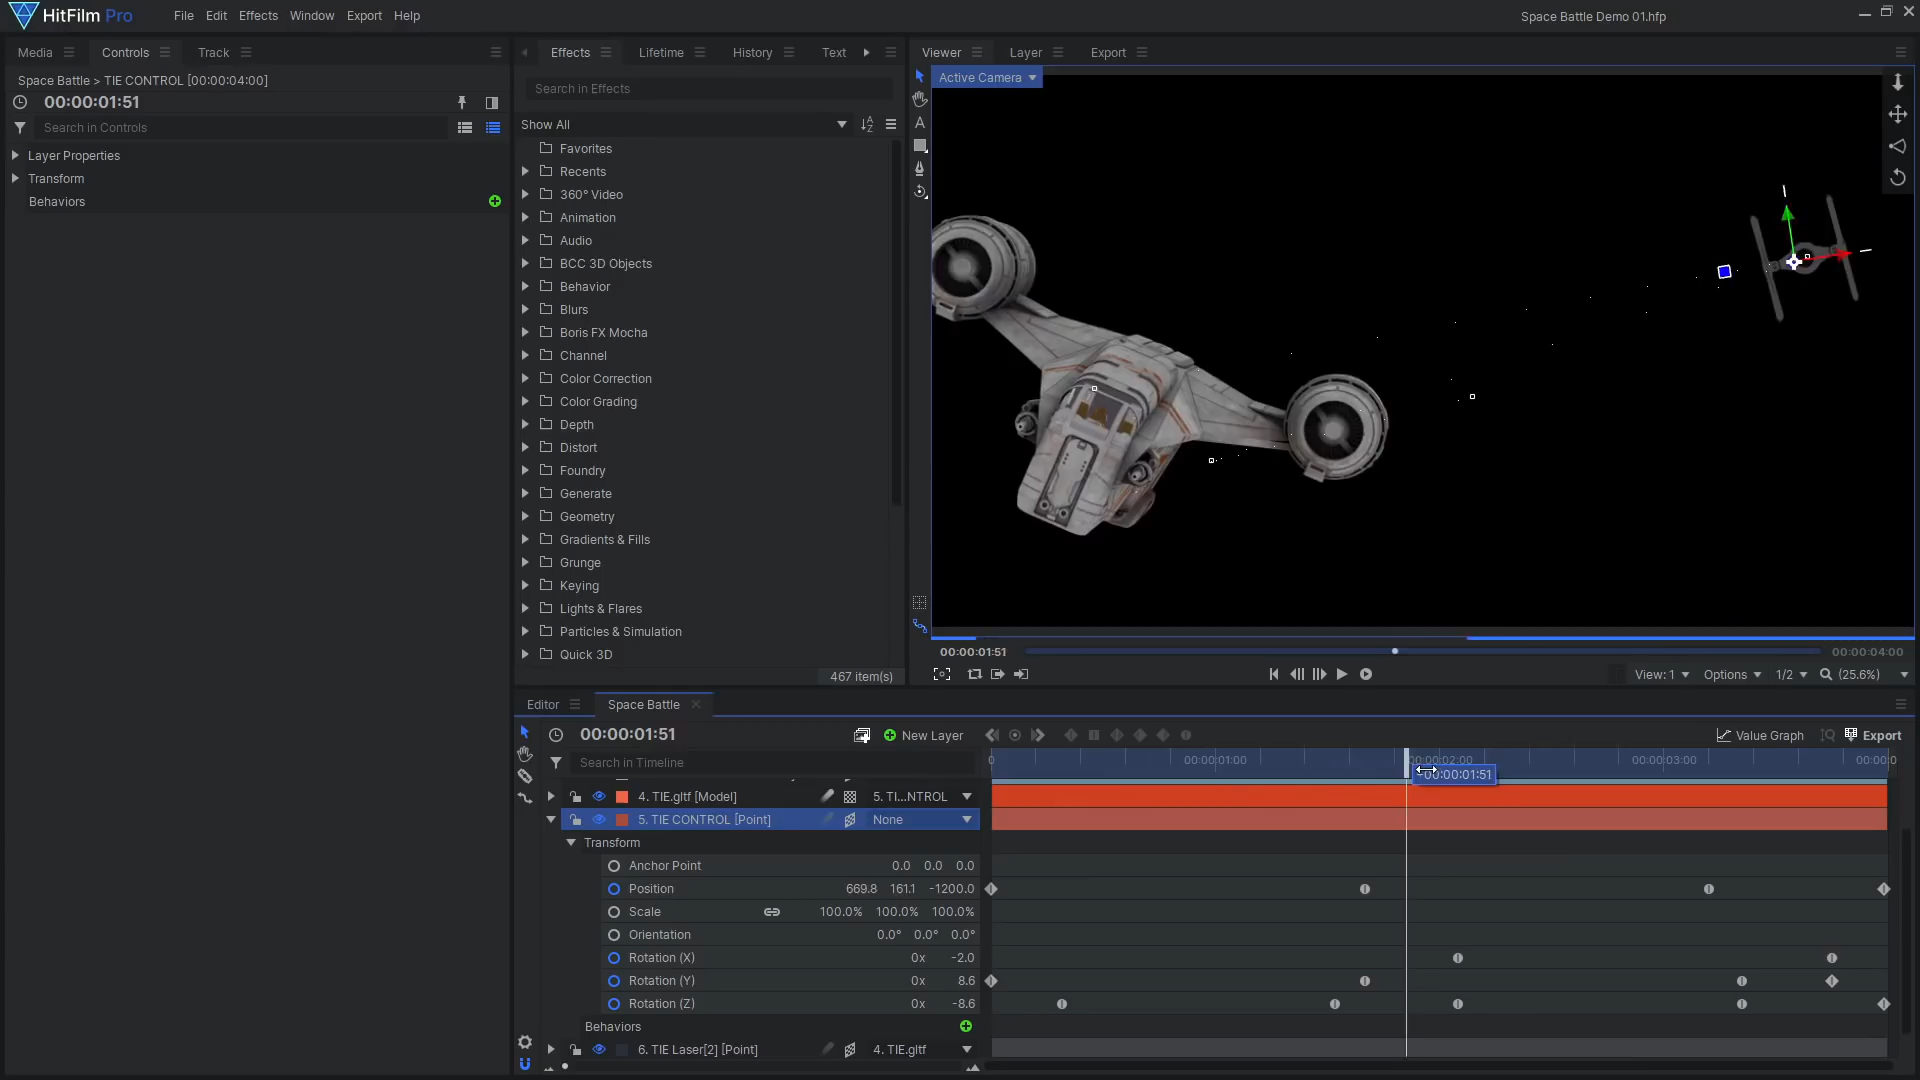 HitFilm Pro
File Edit Effects Window Export Help
Space Battle Demo 01.hfp
Media Controls Track
Effects Lifetime History Text
Viewer Layer Export
Space Battle > TIE CONTROL [00:00:04:00]
00:00:01:51
Search in Controls
Layer Properties
Transform
Behaviors
Search in Effects
Show All
Favorites
Recents
360° Video
Animation
Audio
BCC 3D Objects
Behavior
Blurs
Boris FX Mocha
Channel
Color Correction
Color Grading
Depth
Distort
Foundry
Generate
Geometry
Gradients & Fills
Grunge
Keying
Lights & Flares
Particles & Simulation
Quick 3D
467 item(s)
Active Camera
00:00:01:51
00:00:04:00
View: 1 Options 1/2 (25.6%)
Editor Space Battle
00:00:01:51
New Layer
Value Graph
Export
Search in Timeline
0 00:00:01:00 00:00:02:00 00:00:03:00 00:00:0
00:00:01:51
4. TIE.gltf [Model] 5. TI...NTROL
5. TIE CONTROL [Point] None
Transform
Anchor Point 0.0 0.0 0.0
Position 669.8 161.1 -1200.0
Scale 100.0% 100.0% 100.0%
Orientation 0.0° 0.0° 0.0°
Rotation (X) 0x -2.0
Rotation (Y) 0x 8.6
Rotation (Z) 0x -8.6
Behaviors
6. TIE Laser[2] [Point] 4. TIE.gltf